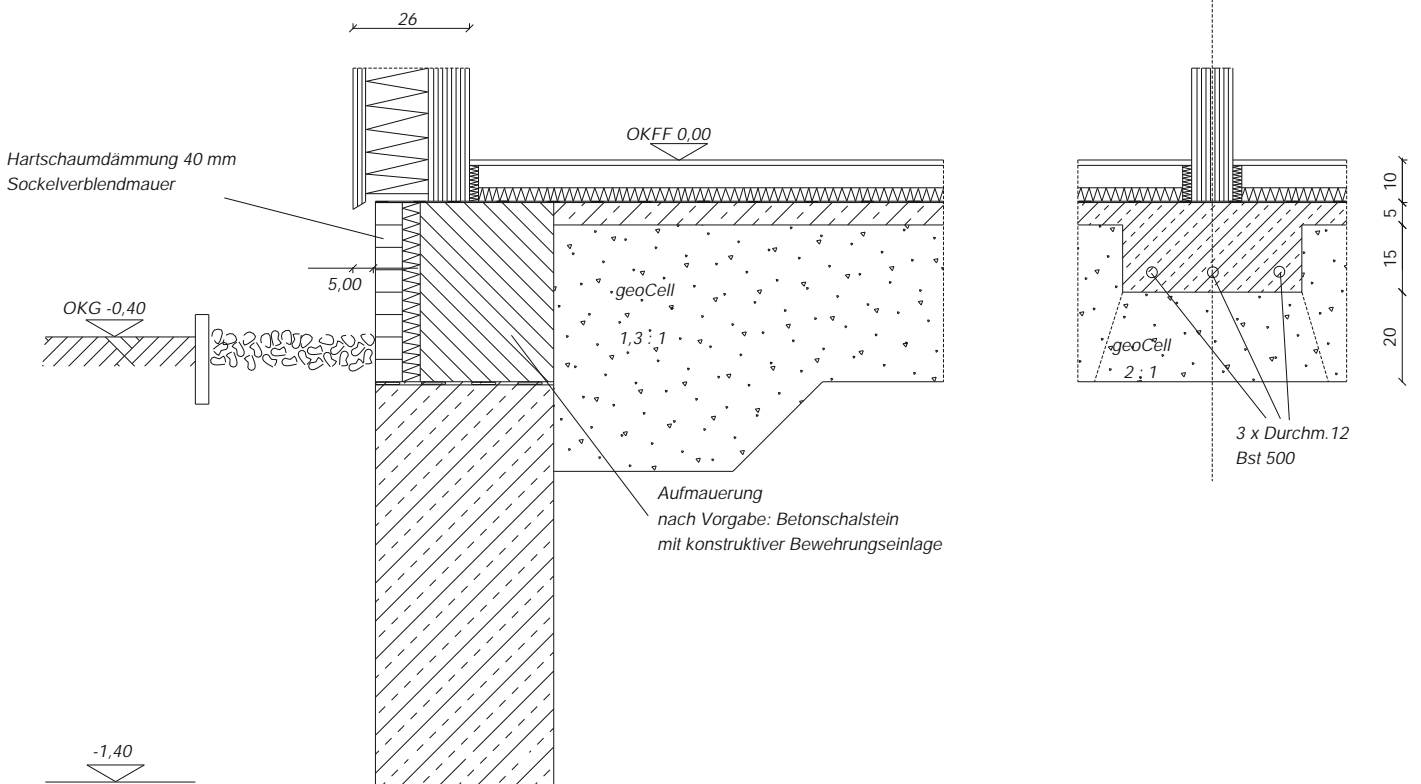 26
OKFF 0,00
Hartschaumdämmung 40 mm
Sockelverblendmauer
10
5
15
20
5,00
OKG -0,40
geoCell
1,3 : 1
geoCell
2 : 1
3 x Durchm.12
Bst 500
Aufmauerung
nach Vorgabe: Betonschalstein
mit konstruktiver Bewehrungseinlage
-1,40